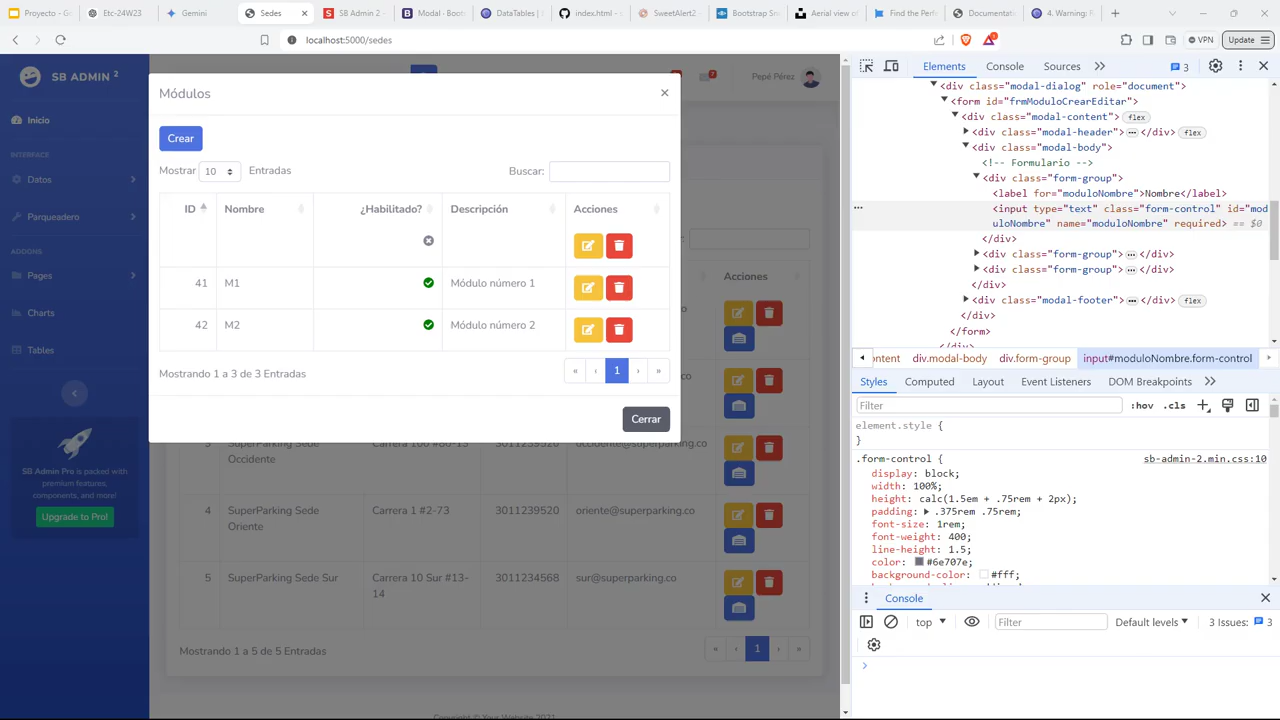 Proyecto - G
Etc-24W23
Gemini
Sedes
SB Admin 2 -
Modal - Boots
DataTables |
index.html - s
SweetAlert2 -
Bootstrap Sni
Aerial view of
Find the Perfe
Documentati
4. Warning: R
localhost:5000/sedes
VPN
Update
SB ADMIN 2
Inicio
INTERFACE
Datos
Parqueadero
ADDONS
Pages
Charts
Tables
SB Admin Pro is packed with
premium features,
components, and more!
Upgrade to Pro!
7
Pepé Pérez
Módulos
×
Crear
Mostrar 10 Entradas
Buscar:
ID Nombre ¿Habilitado? Descripción Acciones
41 M1 Módulo número 1
42 M2 Módulo número 2
Mostrando 1 a 3 de 3 Entradas
« ‹ 1 › »
Cerrar
Acciones
3 SuperParking Sede Occidente Carrera 100 #80-15 3011239520 occidente@superparking.co
4 SuperParking Sede Carrera 1 #2-73 3011239520 oriente@superparking.co
Oriente
5 SuperParking Sede Sur Carrera 10 Sur #13- 3011234568 sur@superparking.co
14
Mostrando 1 a 5 de 5 Entradas
« ‹ 1 › »
Copyright © Your Website 2021
Elements Console Sources 3
<div class="modal-dialog" role="document">
<form id="frmModuloCrearEditar">
<div class="modal-content"> flex
<div class="modal-header"> … </div> flex
<div class="modal-body">
<!-- Formulario -->
<div class="form-group">
<label for="moduloNombre">Nombre</label>
<input type="text" class="form-control" id="mod
uloNombre" name="moduloNombre" required> == $0
</div>
<div class="form-group"> … </div>
<div class="form-group"> … </div>
</div>
<div class="modal-footer"> … </div> flex
</div>
</form>
</div>
ontent div.modal-body div.form-group input#moduloNombre.form-control
Styles Computed Layout Event Listeners DOM Breakpoints
Filter :hov .cls
element.style {
}
.form-control { sb-admin-2.min.css:10
display: block;
width: 100%;
height: calc(1.5em + .75rem + 2px);
padding: .375rem .75rem;
font-size: 1rem;
font-weight: 400;
line-height: 1.5;
color: #6e707e;
background-color: #fff;
Console
top Filter Default levels 3 Issues: 3